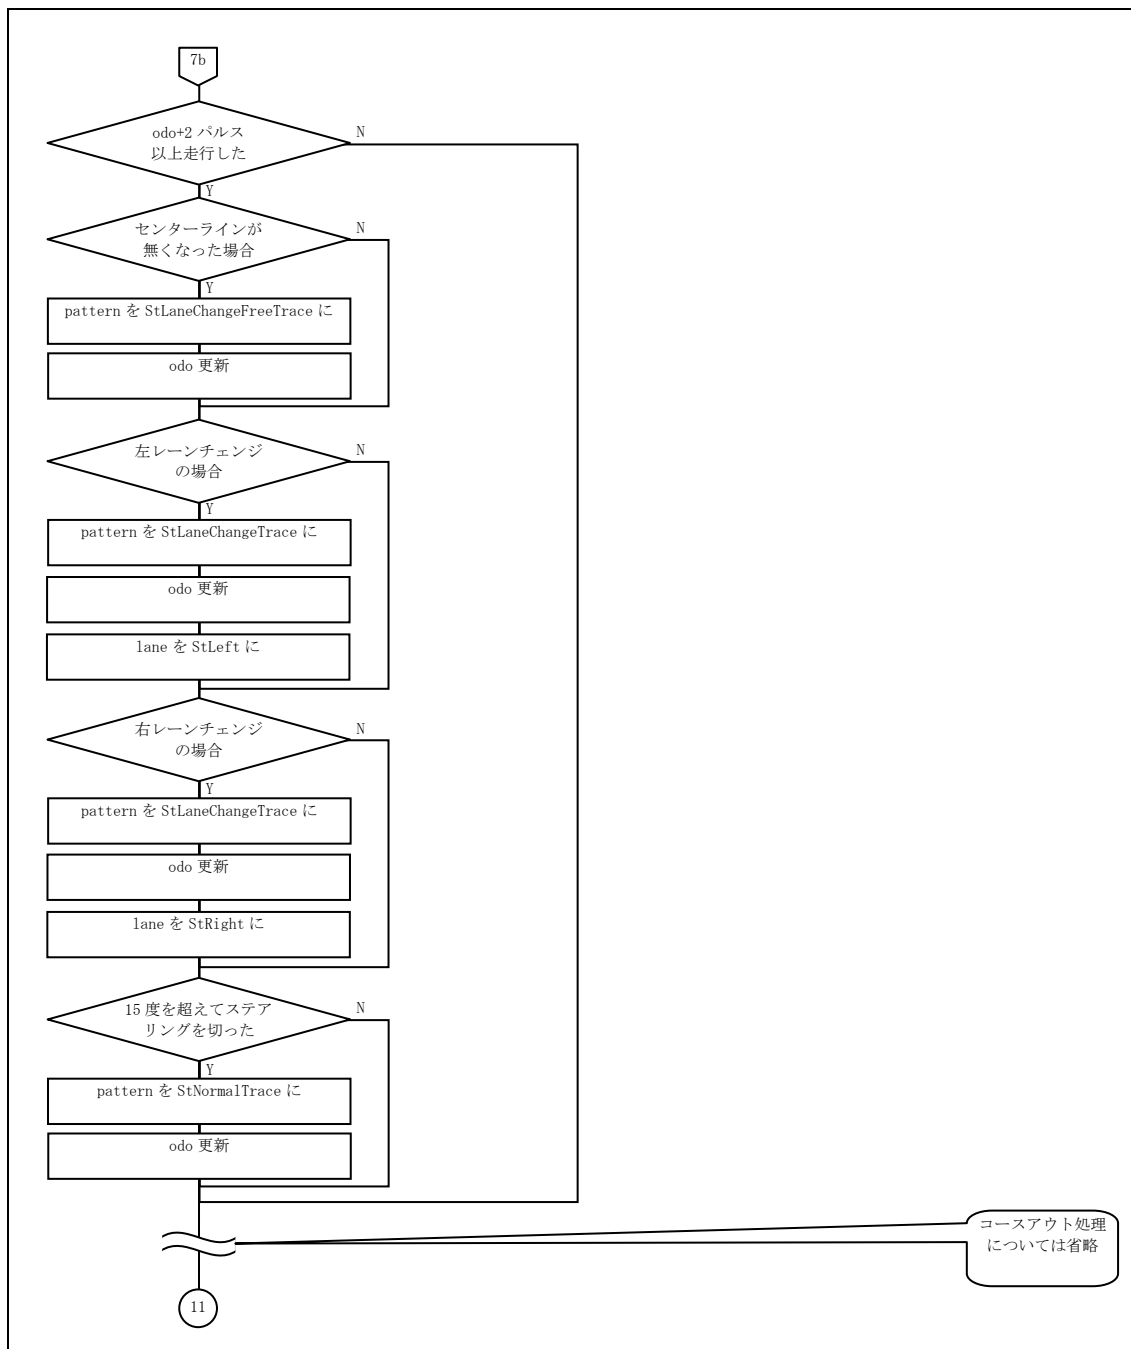 7b
odo+2 パルス
以上走行した
N
Y
センターラインが
無くなった場合
N
Y
pattern を StLaneChangeFreeTrace に
odo 更新
左レーンチェンジ
の場合
N
Y
pattern を StLaneChangeTrace に
odo 更新
lane を StLeft に
右レーンチェンジ
の場合
N
Y
pattern を StLaneChangeTrace に
odo 更新
lane を StRight に
15 度を超えてステア
リングを切った
N
Y
pattern を StNormalTrace に
odo 更新
コースアウト処理
については省略
11